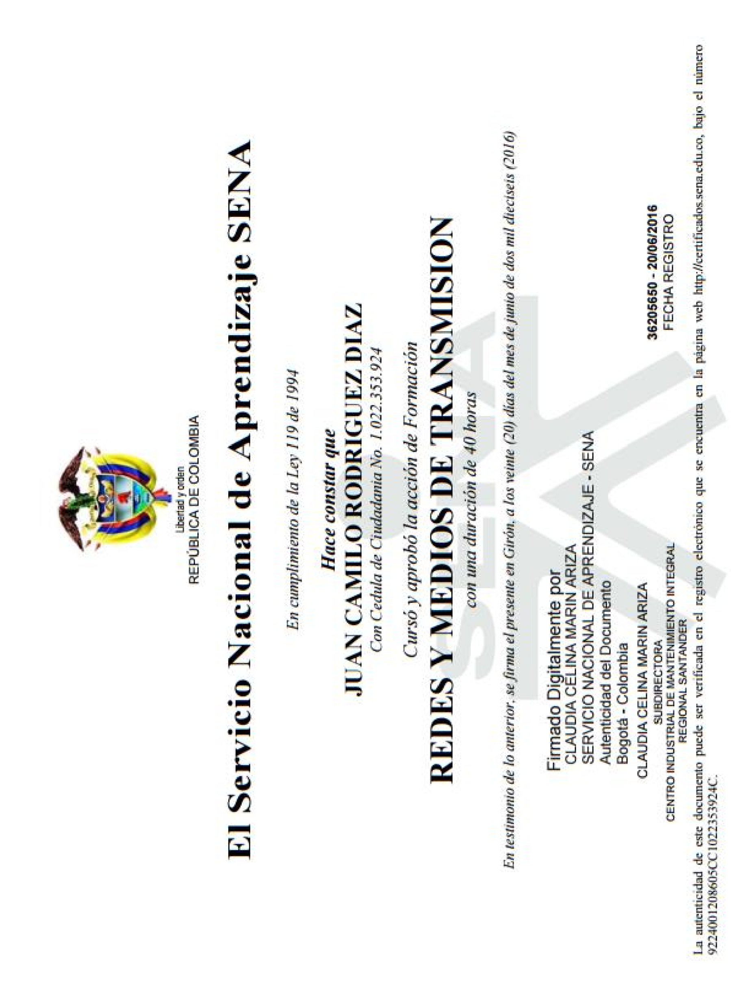 Libertad y orden
REPÚBLICA DE COLOMBIA
El Servicio Nacional de Aprendizaje SENA
En cumplimiento de la Ley 119 de 1994
Hace constar que
JUAN CAMILO RODRIGUEZ DIAZ
Con Cedula de Ciudadania No. 1.022.353.924
Cursó y aprobó la acción de Formación
REDES Y MEDIOS DE TRANSMISION
con una duración de 40 horas
SENA
En testimonio de lo anterior, se firma el presente en Girón, a los veinte (20) días del mes de junio de dos mil dieciseis (2016)
Firmado Digitalmente por
CLAUDIA CELINA MARIN ARIZA
SERVICIO NACIONAL DE APRENDIZAJE - SENA
Autenticidad del Documento
Bogotá - Colombia
CLAUDIA CELINA MARIN ARIZA
SUBDIRECTORA
CENTRO INDUSTRIAL DE MANTENIMIENTO INTEGRAL
REGIONAL SANTANDER
36205650 - 20/06/2016
FECHA REGISTRO
La autenticidad de este documento puede ser verificada en el registro electrónico que se encuentra en la página web http://certificados.sena.edu.co, bajo el número
9224001208605CC1022353924C.